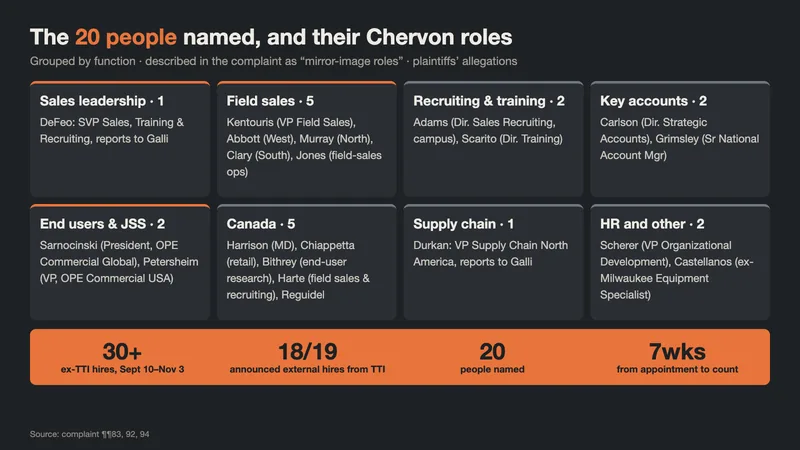 The 20 people named, and their Chervon roles
Grouped by function · described in the complaint as “mirror-image roles” · plaintiffs’ allegations
Sales leadership · 1
DeFeo: SVP Sales, Training &
Recruiting, reports to Galli
Field sales · 5
Kentouris (VP Field Sales),
Abbott (West), Murray (North),
Clary (South), Jones (field-sales
ops)
Recruiting & training · 2
Adams (Dir. Sales Recruiting,
campus), Scarito (Dir. Training)
Key accounts · 2
Carlson (Dir. Strategic
Accounts), Grimsley (Sr National
Account Mgr)
End users & JSS · 2
Sarnocinski (President, OPE
Commercial Global), Petersheim
(VP, OPE Commercial USA)
Canada · 5
Harrison (MD), Chiappetta
(retail), Bithrey (end-user
research), Harte (field sales &
recruiting), Reguidel
Supply chain · 1
Durkan: VP Supply Chain North
America, reports to Galli
HR and other · 2
Scherer (VP Organizational
Development), Castellanos (ex-
Milwaukee Equipment
Specialist)
30+
ex-TTI hires, Sept 10–Nov 3
18/19
announced external hires from TTI
20
people named
7wks
from appointment to count
Source: complaint ¶¶83, 92, 94